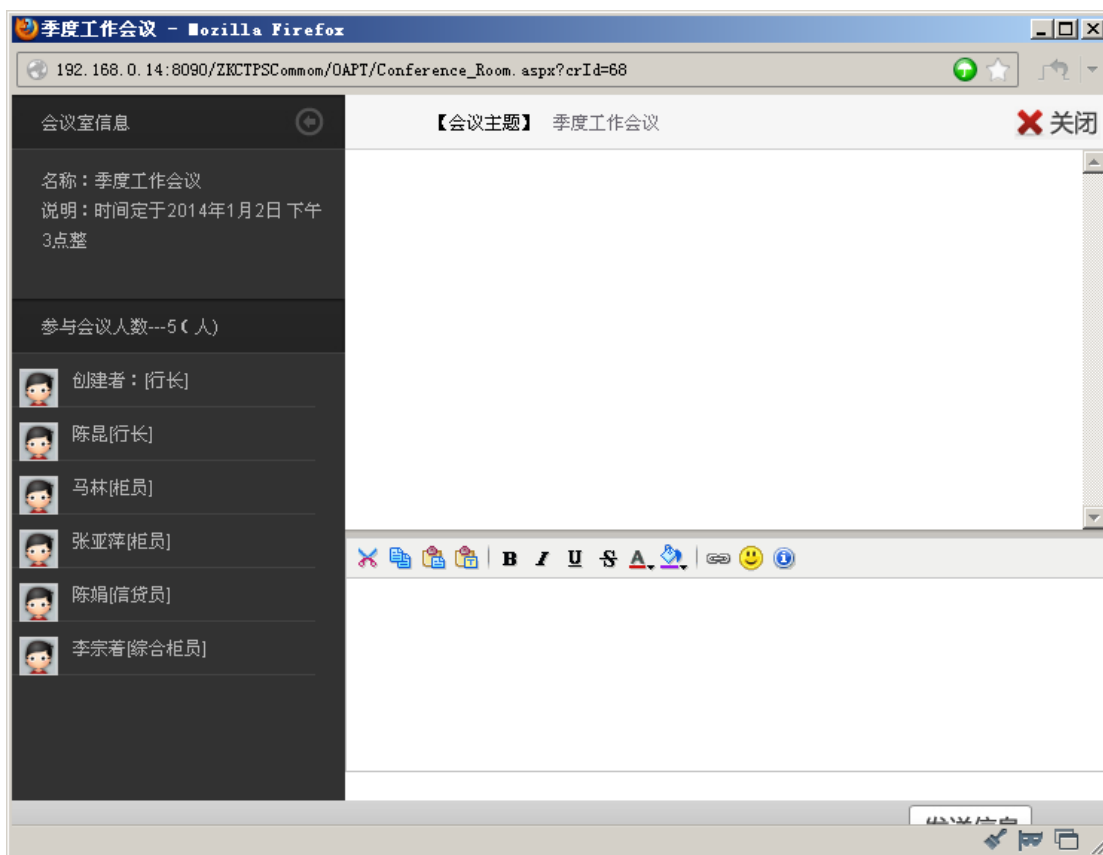 季度工作会议 - Mozilla Firefox
192.168.0.14:8090/ZKCTPSCommom/OAPT/Conference_Room.aspx?crId=68
会议室信息
【会议主题】 季度工作会议
关闭
名称：季度工作会议
说明：时间定于2014年1月2日 下午
3点整
参与会议人数---5( 人)
创建者：[行长]
陈昆[行长]
马林[柜员]
张亚萍[柜员]
陈娟[信贷员]
李宗着[综合柜员]
B I U S A
发送信息